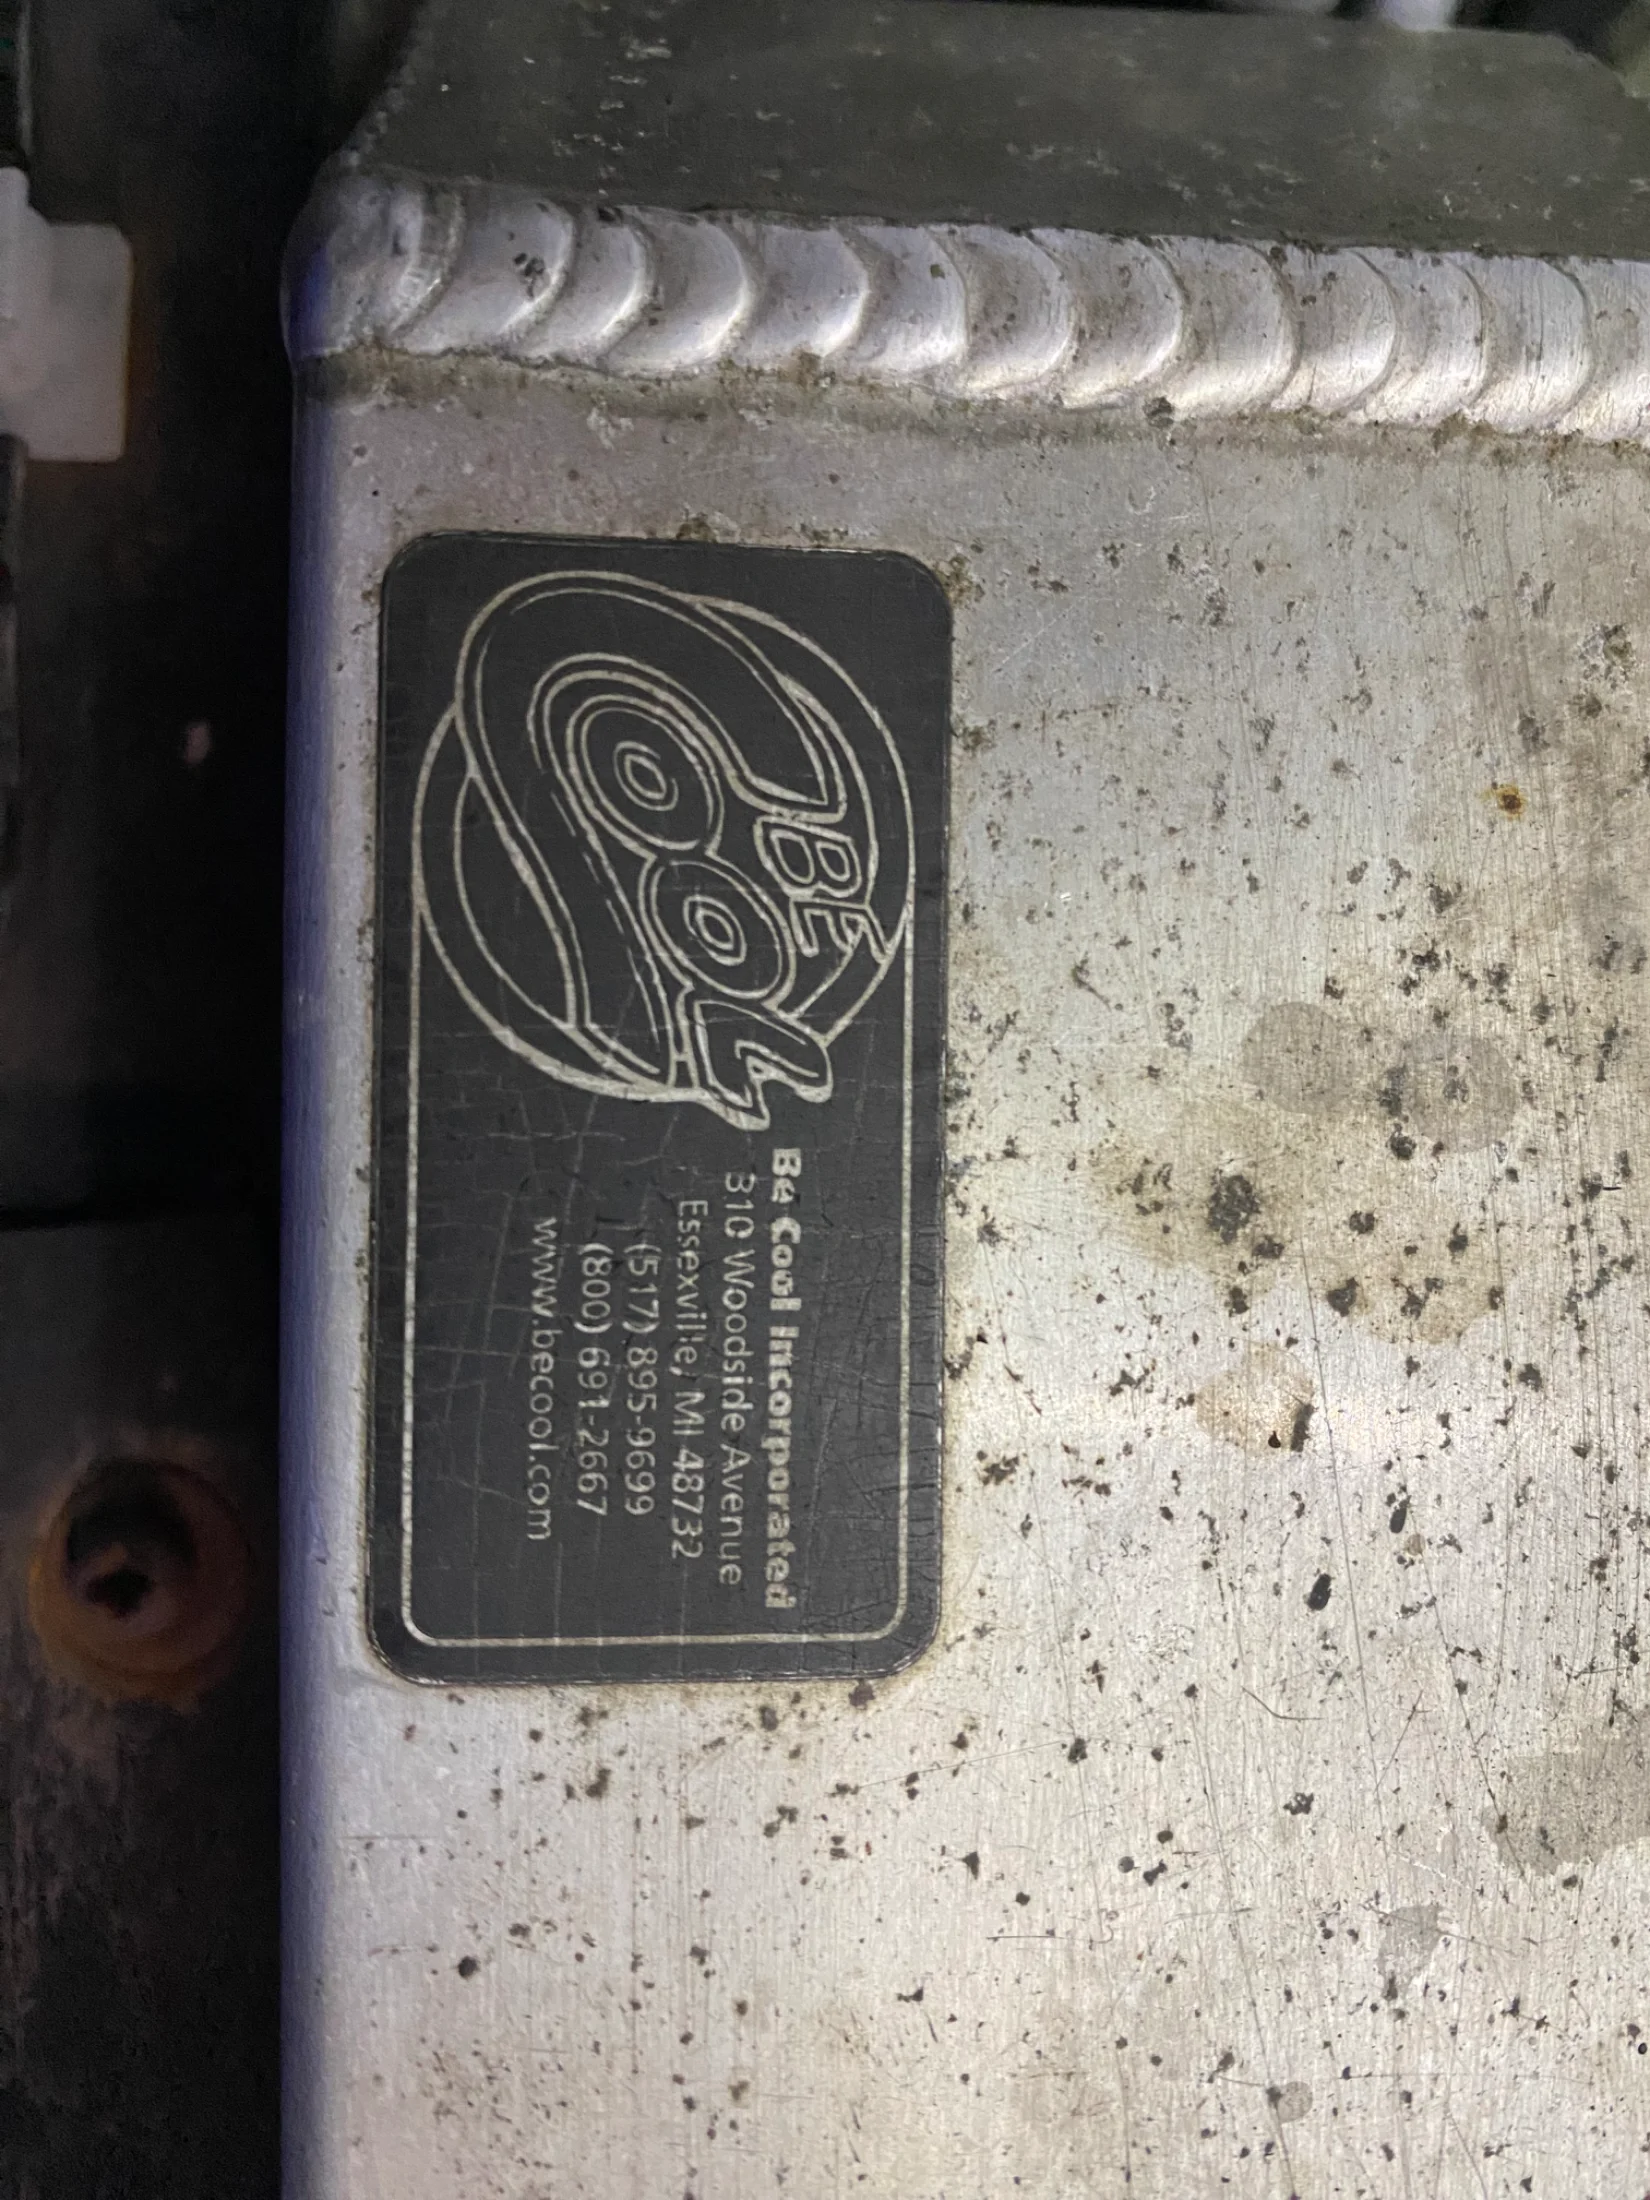 BE
COOL
Be Cool Incorporated
310 Woodside Avenue
Essexville, MI 48732
(517) 895-9699
(800) 691-2667
www.becool.com